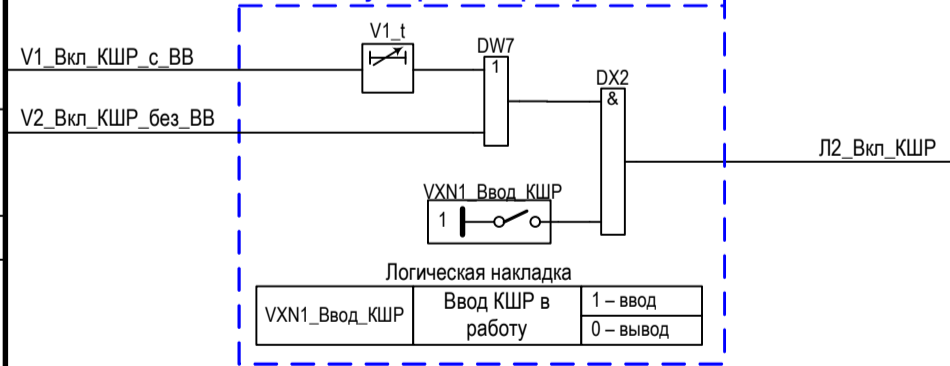 V1_t
V1_Вкл_КШР_с_ВВ
DW7
1
DX2
&
V2_Вкл_КШР_без_ВВ
Л2_Вкл_КШР
VXN1_Ввод_КШР
1
Логическая накладка
VXN1_Ввод_КШР
Ввод КШР в
работу
1 – ввод
0 – вывод